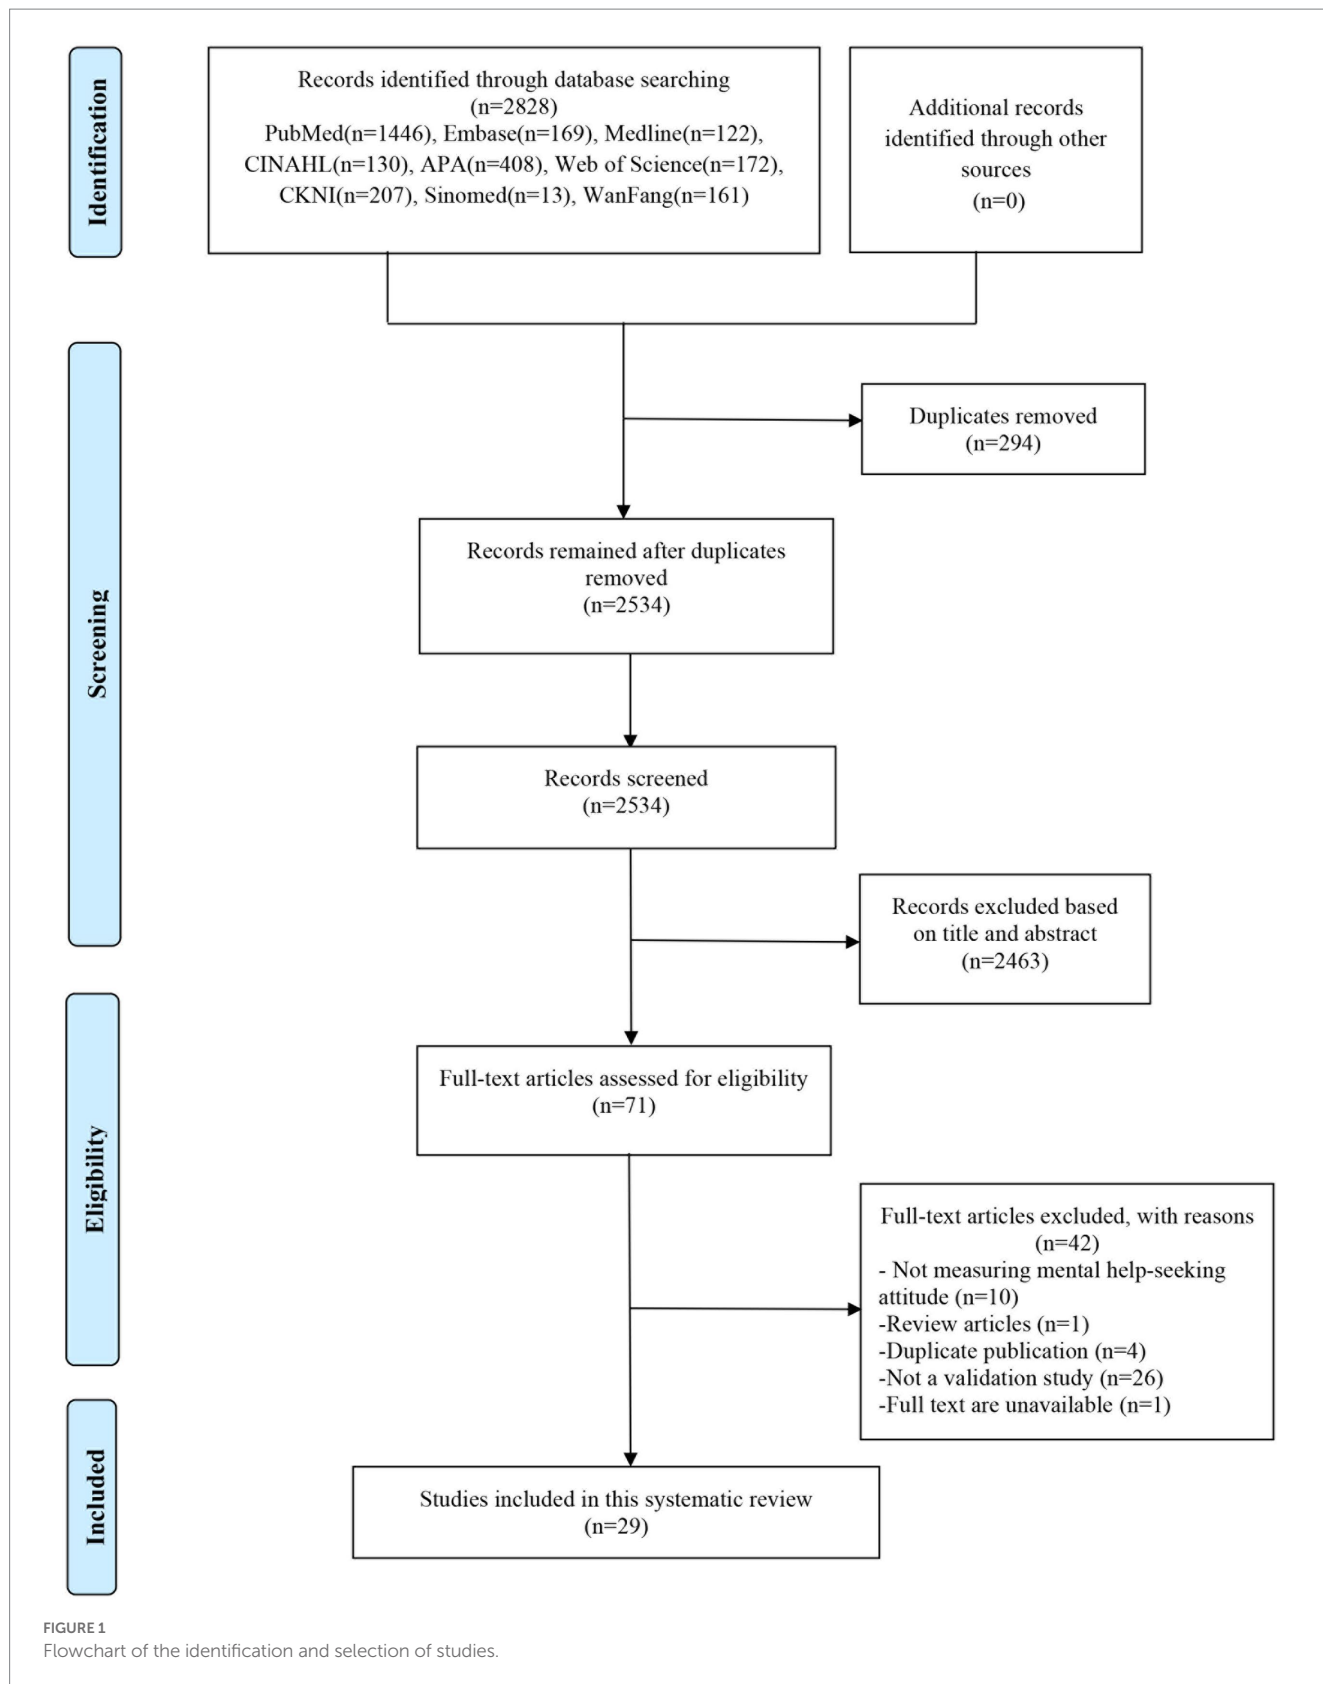 Identification
Records identified through database searching
(n=2828)
PubMed(n=1446), Embase(n=169), Medline(n=122),
CINAHL(n=130), APA(n=408), Web of Science(n=172),
CKNI(n=207), Sinomed(n=13), WanFang(n=161)
Additional records
identified through other
sources
(n=0)
Screening
Duplicates removed
(n=294)
Records remained after duplicates
removed
(n=2534)
Records screened
(n=2534)
Records excluded based
on title and abstract
(n=2463)
Eligibility
Full-text articles assessed for eligibility
(n=71)
Full-text articles excluded, with reasons
(n=42)
- Not measuring mental help-seeking
attitude (n=10)
-Review articles (n=1)
-Duplicate publication (n=4)
-Not a validation study (n=26)
-Full text are unavailable (n=1)
Included
Studies included in this systematic review
(n=29)
FIGURE 1
Flowchart of the identification and selection of studies.